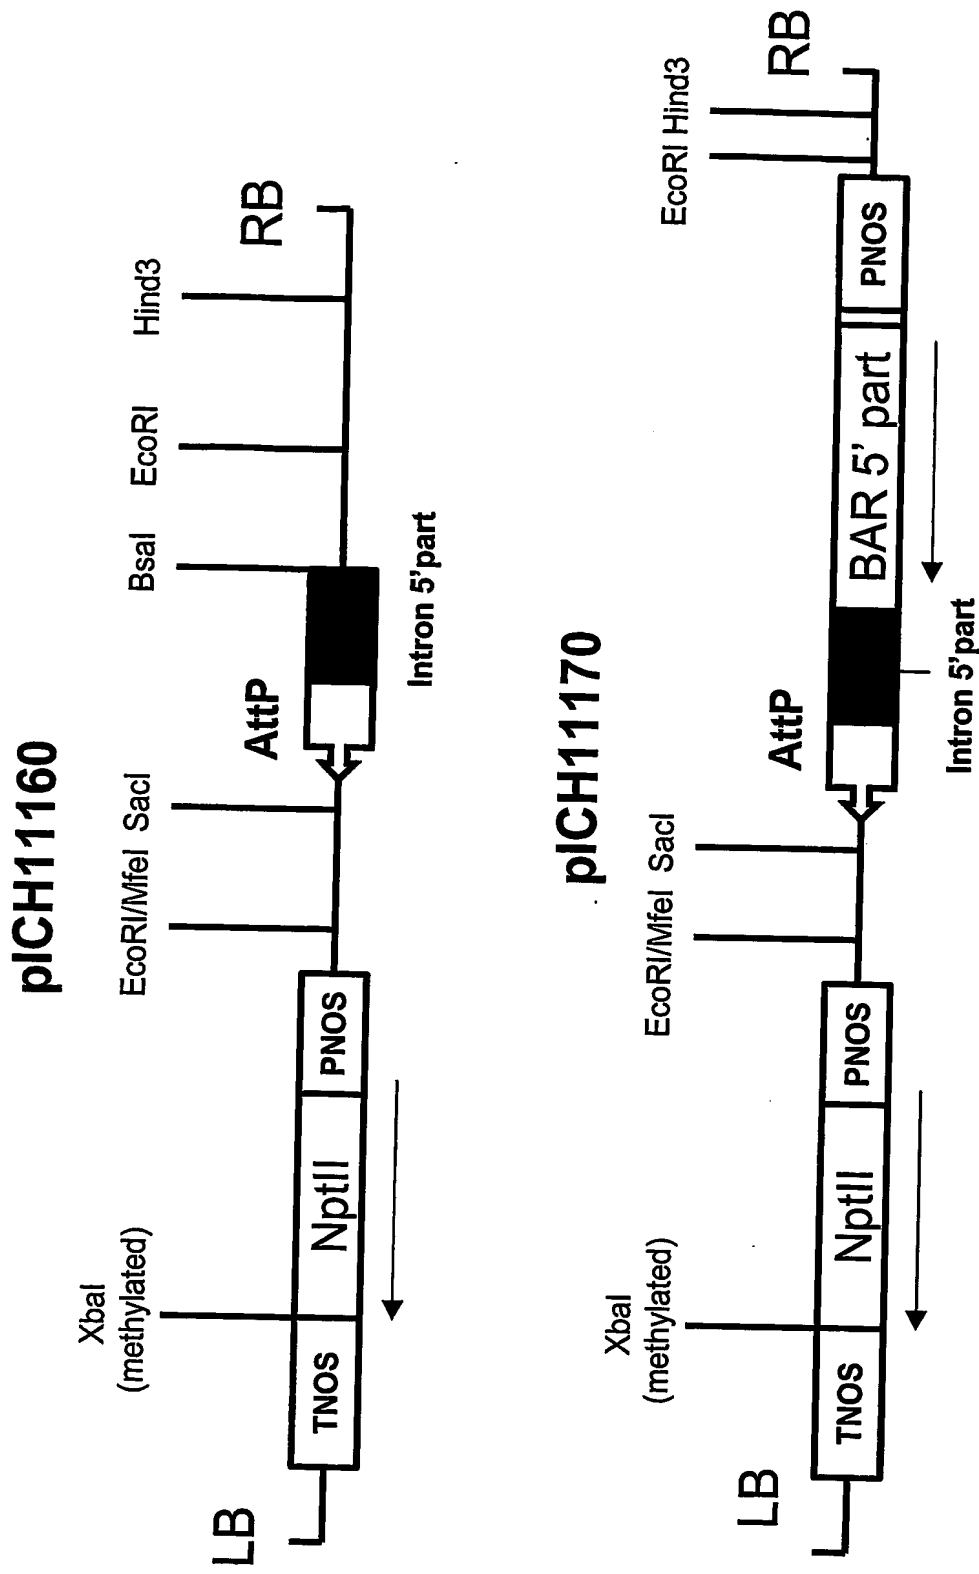 pICH11160
LB
TNOS
XbaI
(methylated)
NptII
PNOS
EcoRI/MfeI
SacI
AttP
Intron 5'part
BsaI
EcoRI
Hind3
RB
pICH11170
LB
TNOS
XbaI
(methylated)
NptII
PNOS
EcoRI/MfeI
SacI
AttP
Intron 5'part
BAR 5' part
PNOS
EcoRI
Hind3
RB